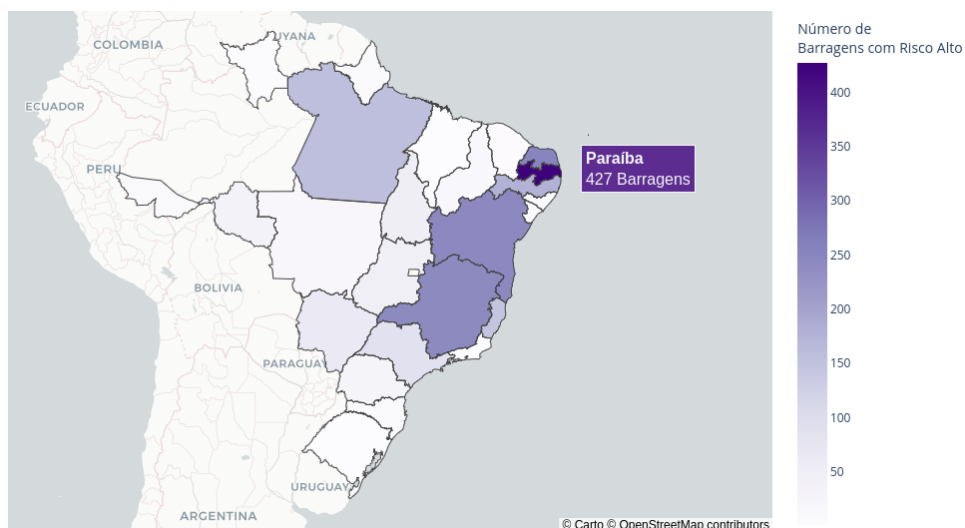 COLOMBIA
UYANA
ECUADOR
PERU
BOLIVIA
PARAGUAY
URUGUAY
ARGENTINA
Paraíba
427 Barragens
© Carto © OpenStreetMap contributors
Número de
Barragens com Risco Alto
400
350
300
250
200
150
100
50